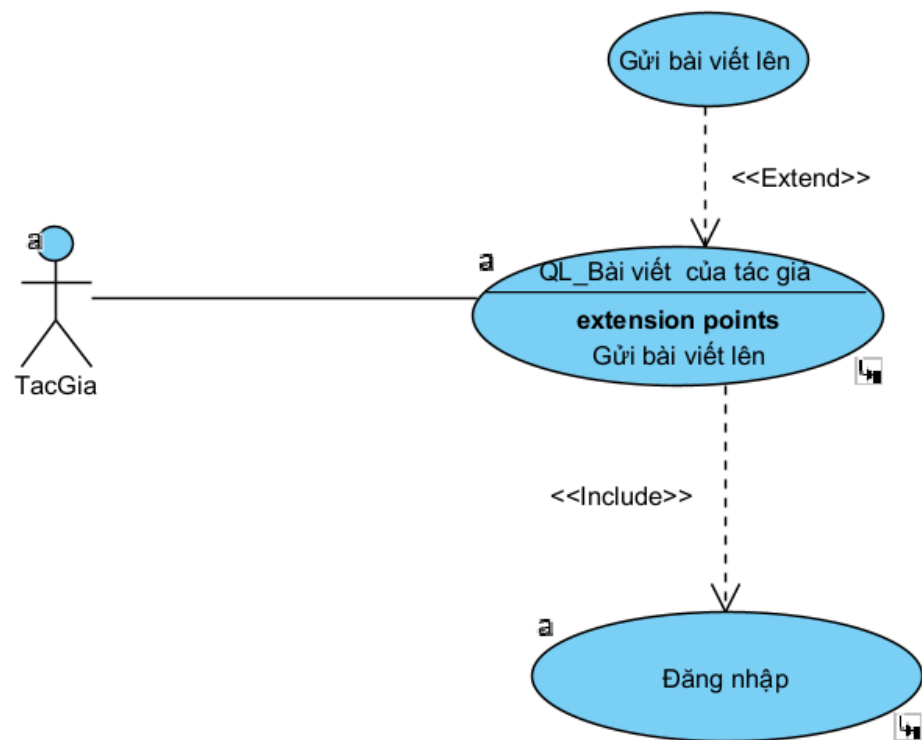 Gửi bài viết lên
<<Extend>>
a
a
QL_Bài viết của tác giả
extension points
Gửi bài viết lên
TacGia
<<Include>>
a
Đăng nhập